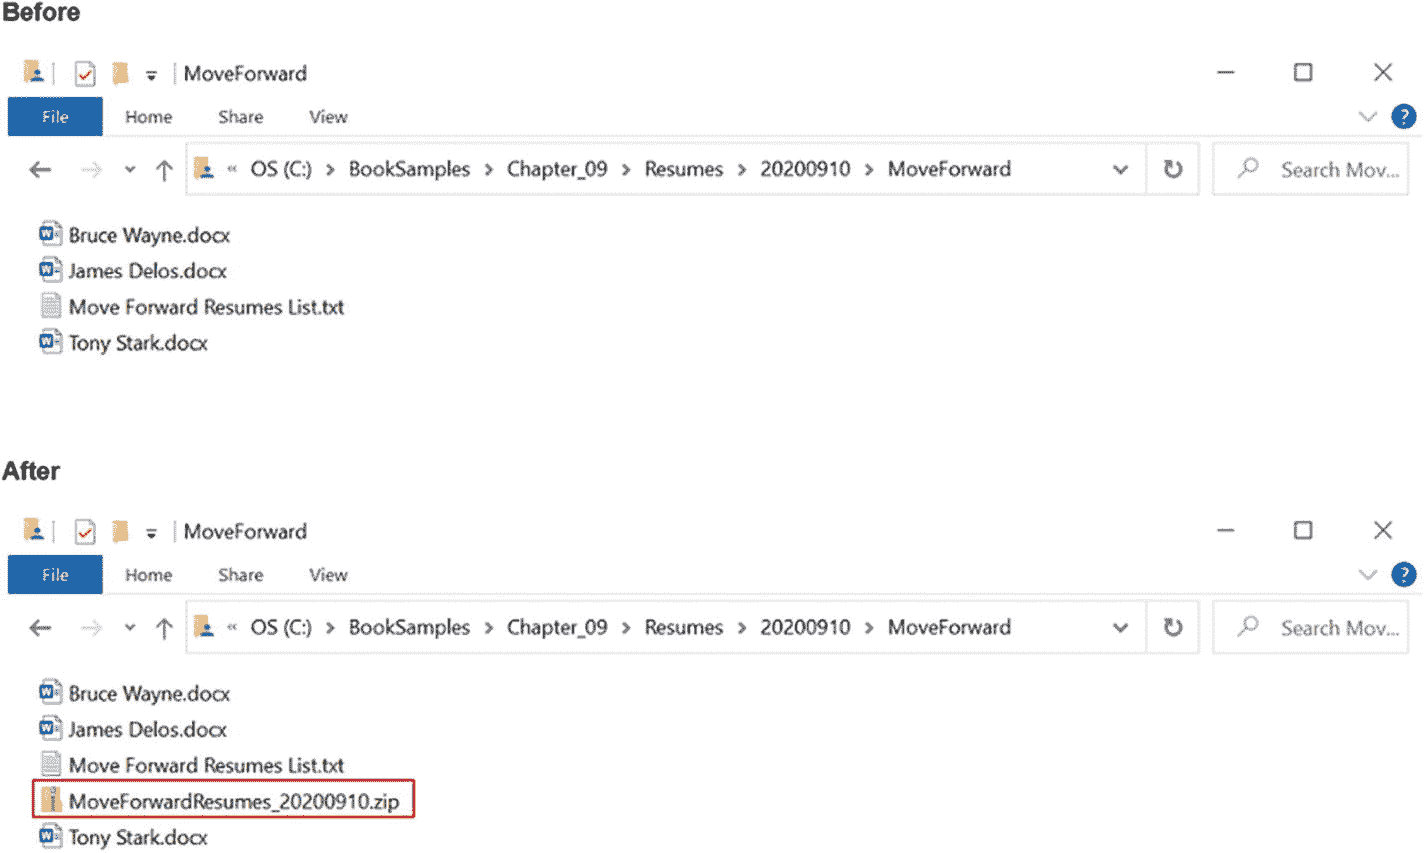 Before
MoveForward
File Home Share View ?
« OS (C:) > BookSamples > Chapter_09 > Resumes > 20200910 > MoveForward Search Mov...
Bruce Wayne.docx
James Delos.docx
Move Forward Resumes List.txt
Tony Stark.docx
After
MoveForward
File Home Share View ?
« OS (C:) > BookSamples > Chapter_09 > Resumes > 20200910 > MoveForward Search Mov...
Bruce Wayne.docx
James Delos.docx
Move Forward Resumes List.txt
MoveForwardResumes_20200910.zip
Tony Stark.docx